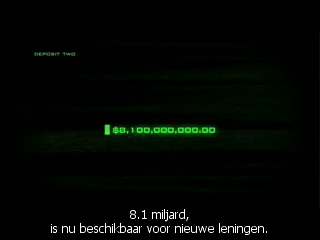 DEPOSIT TWO
$8,100,000,000.00
8.1 miljard,
is nu beschikbaar voor nieuwe leningen.